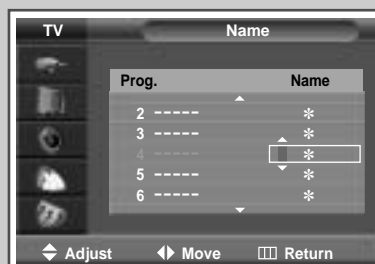 TV Name
Prog. Name
2 ----- ✻
3 ----- ✻
4 ----- ✻
5 ----- ✻
6 ----- ✻
Adjust Move Return